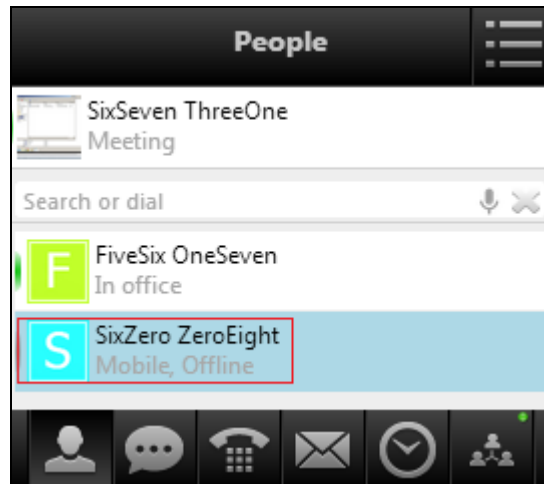 People
SixSeven ThreeOne
Meeting
Search or dial
F
FiveSix OneSeven
In office
S
SixZero ZeroEight
Mobile, Offline